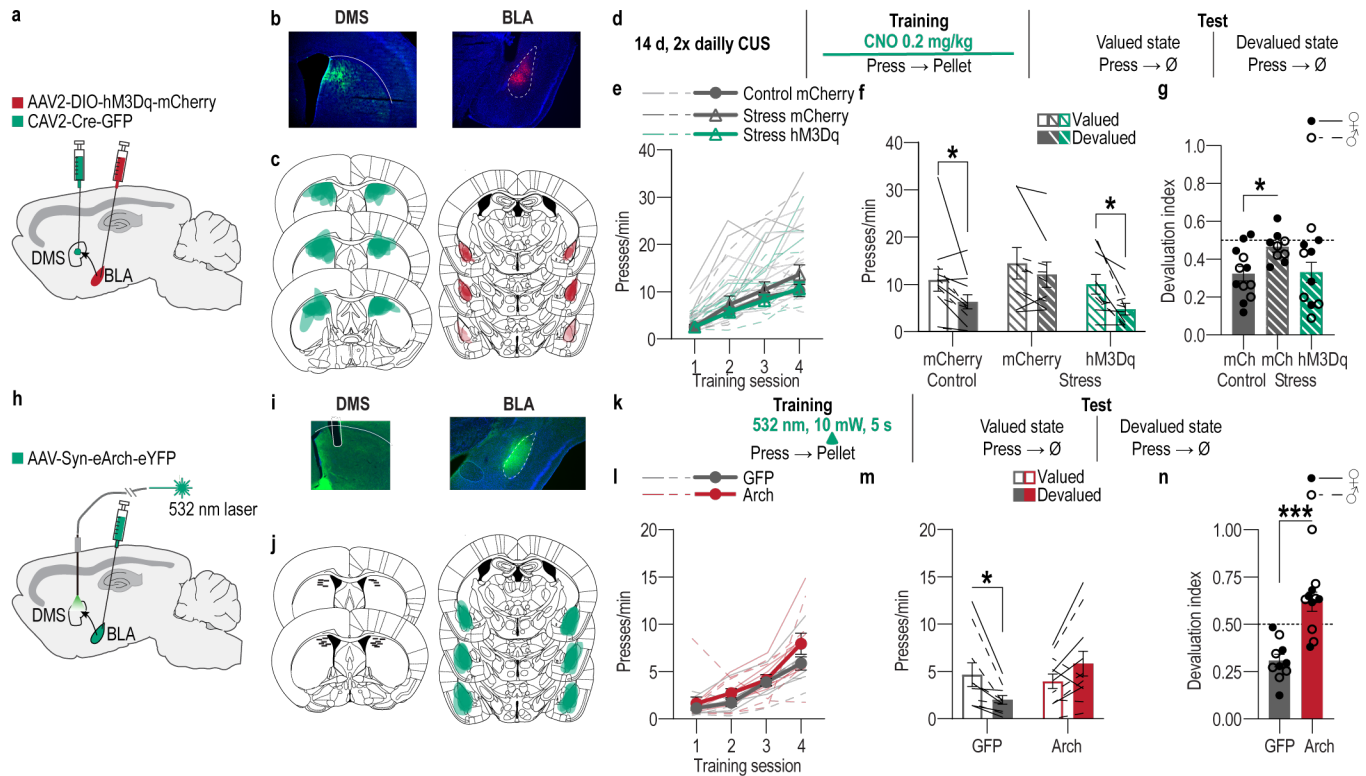 a
AAV2-DIO-hM3Dq-mCherry
CAV2-Cre-GFP
DMS
BLA
b
DMS
BLA
c
d
14 d, 2x dailly CUS
Training
CNO 0.2 mg/kg
Press → Pellet
Test
Valued state
Press → Ø
Devalued state
Press → Ø
e
Control mCherry
Stress mCherry
Stress hM3Dq
Presses/min
40
30
20
10
0
1 2 3 4
Training session
f
Valued
Devalued
Presses/min
40
30
20
10
0
*
*
mCherry mCherry hM3Dq
Control Stress
g
♀
♂
Devaluation index
1.0
0.8
0.6
0.4
0.2
0.0
*
mCh mCh hM3Dq
Control Stress
h
AAV-Syn-eArch-eYFP
532 nm laser
DMS
BLA
i
DMS
BLA
j
k
Training
532 nm, 10 mW, 5 s
Press → Pellet
Test
Valued state
Press → Ø
Devalued state
Press → Ø
l
GFP
Arch
Presses/min
20
15
10
5
0
1 2 3 4
Training session
m
Valued
Devalued
Presses/min
20
15
10
5
0
*
GFP Arch
n
♀
♂
Devaluation index
1.00
0.75
0.50
0.25
0.00
***
GFP Arch